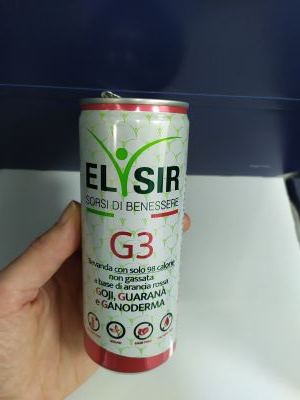 ELYSIR
SORSI DI BENESSERE
G3
bevanda con solo 98 calorie
non gassata
a base di arancia rossa
GOJI, GUARANÀ
e GANODERMA